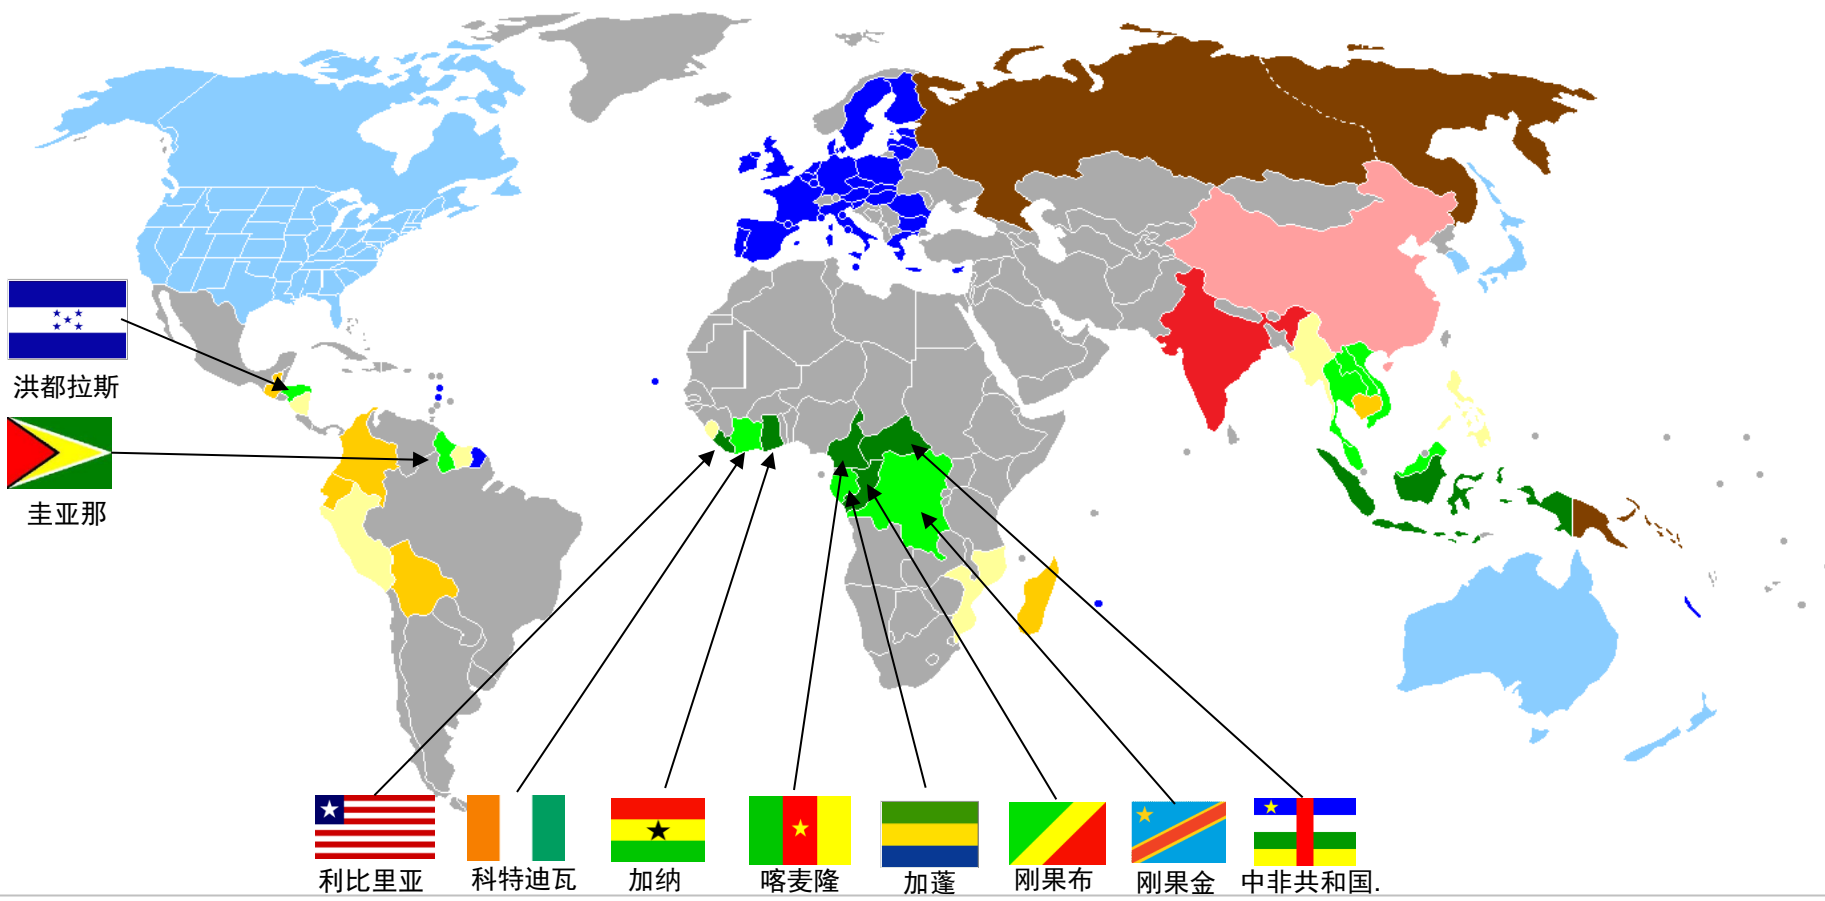 洪都拉斯
圭亚那
利比里亚
科特迪瓦
加纳
喀麦隆
加蓬
刚果布
刚果金
中非共和国.